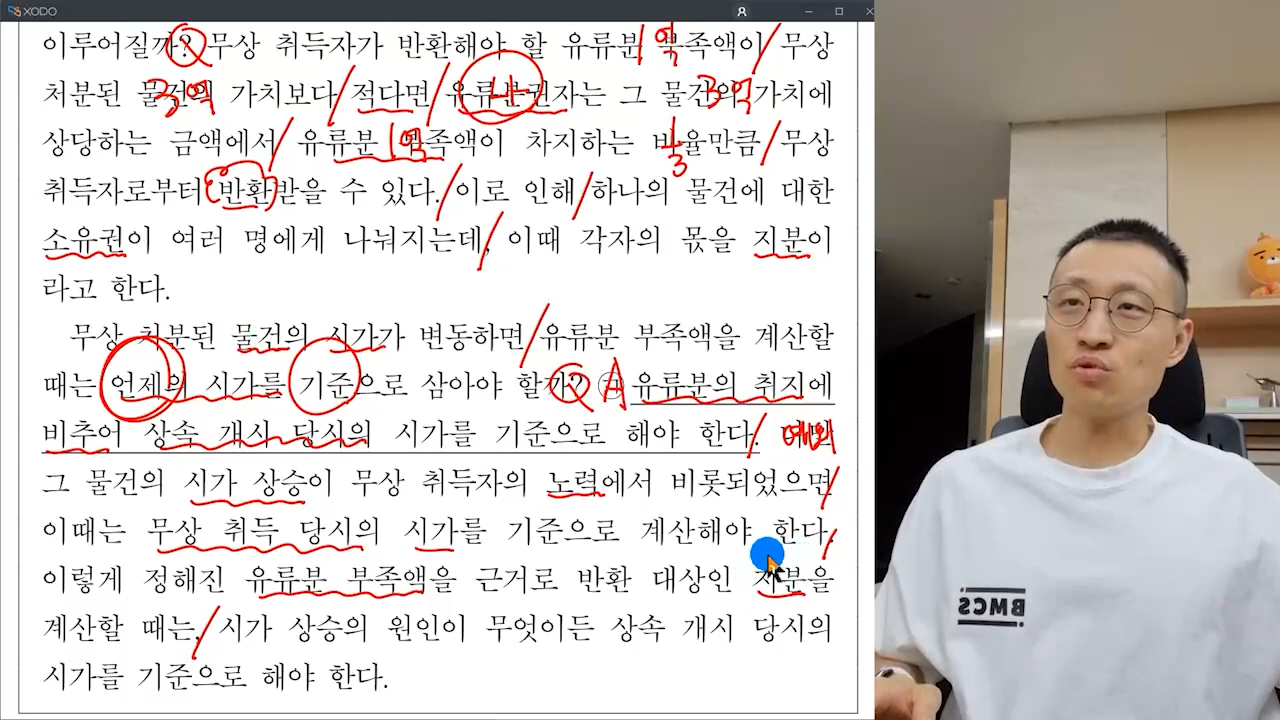 XODO
이루어질까? 무상 취득자가 반환해야 할 유류분 부족액이 무상
처분된 물건의 가치보다 적다면 유류분권자는 그 물건의 가치에
상당하는 금액에서 유류분 부족액이 차지하는 비율만큼 무상
취득자로부터 반환받을 수 있다. 이로 인해 하나의 물건에 대한
소유권이 여러 명에게 나눠지는데, 이때 각자의 몫을 지분이
라고 한다.
무상 처분된 물건의 시가가 변동하면 유류분 부족액을 계산할
때는 언제의 시가를 기준으로 삼아야 할까? ㉠유류분의 취지에
비추어 상속 개시 당시의 시가를 기준으로 해야 한다.
그 물건의 시가 상승이 무상 취득자의 노력에서 비롯되었으면
이때는 무상 취득 당시의 시가를 기준으로 계산해야 한다.
이렇게 정해진 유류분 부족액을 근거로 반환 대상인 지분을
계산할 때는, 시가 상승의 원인이 무엇이든 상속 개시 당시의
시가를 기준으로 해야 한다.
Q
1억
3억
나
3억
1억
1/3
Q A
예외
BMCS